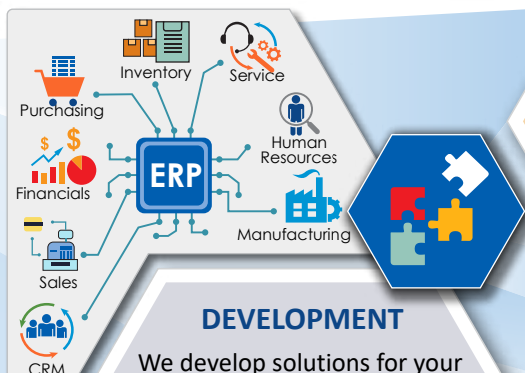 Inventory
Service
Purchasing
Human
Resources
ERP
$
$
Financials
Manufacturing
Sales
CRM
DEVELOPMENT
We develop solutions for your